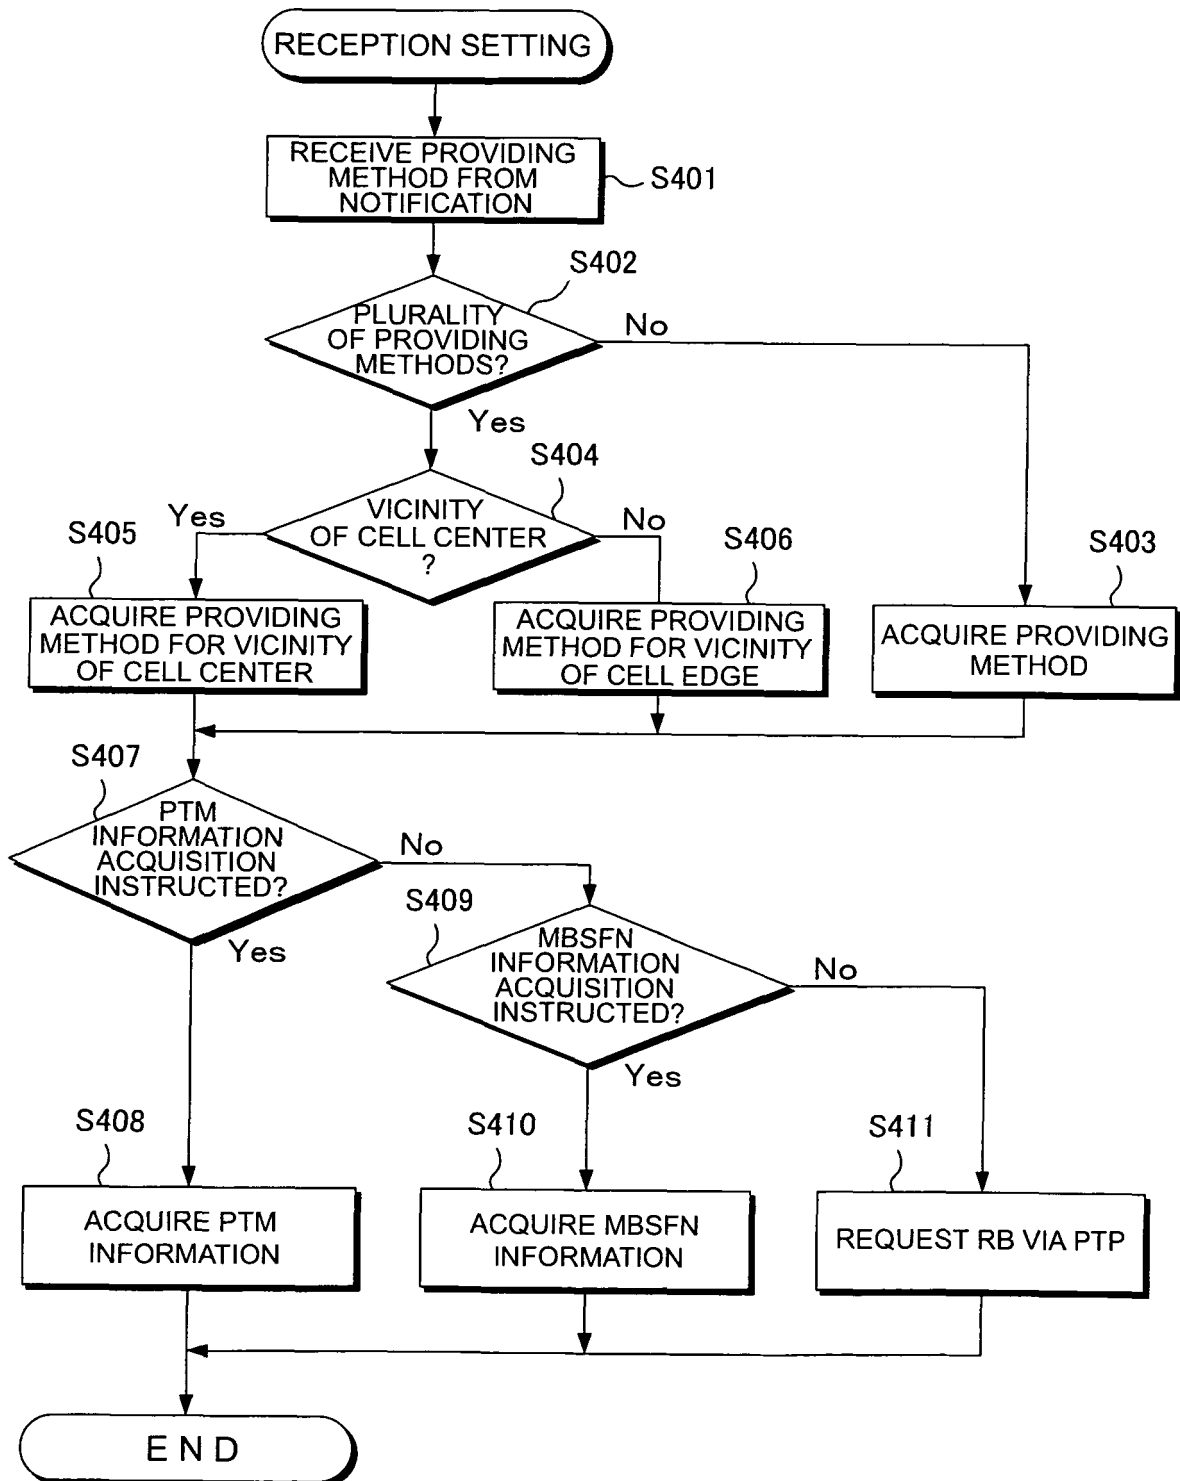 RECEPTION SETTING
RECEIVE PROVIDING
METHOD FROM
NOTIFICATION
S401
S402
PLURALITY
OF PROVIDING
METHODS?
No
Yes
S404
VICINITY
OF CELL CENTER
?
Yes
No
S405
S406
S403
ACQUIRE PROVIDING
METHOD FOR VICINITY
OF CELL CENTER
ACQUIRE PROVIDING
METHOD FOR VICINITY
OF CELL EDGE
ACQUIRE PROVIDING
METHOD
S407
PTM
INFORMATION
ACQUISITION
INSTRUCTED?
No
Yes
S409
MBSFN
INFORMATION
ACQUISITION
INSTRUCTED?
No
Yes
S408
S410
S411
ACQUIRE PTM
INFORMATION
ACQUIRE MBSFN
INFORMATION
REQUEST RB VIA PTP
END